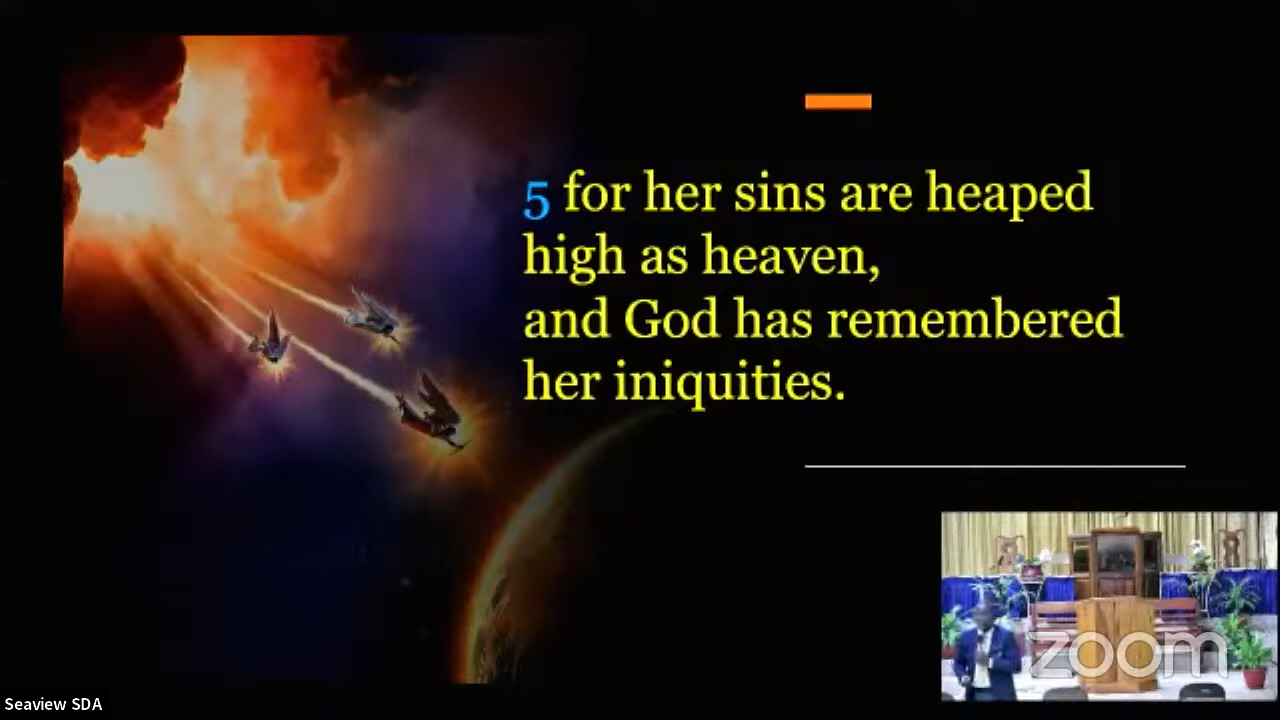 5 for her sins are heaped
high as heaven,
and God has remembered
her iniquities.
zoom
Seaview SDA